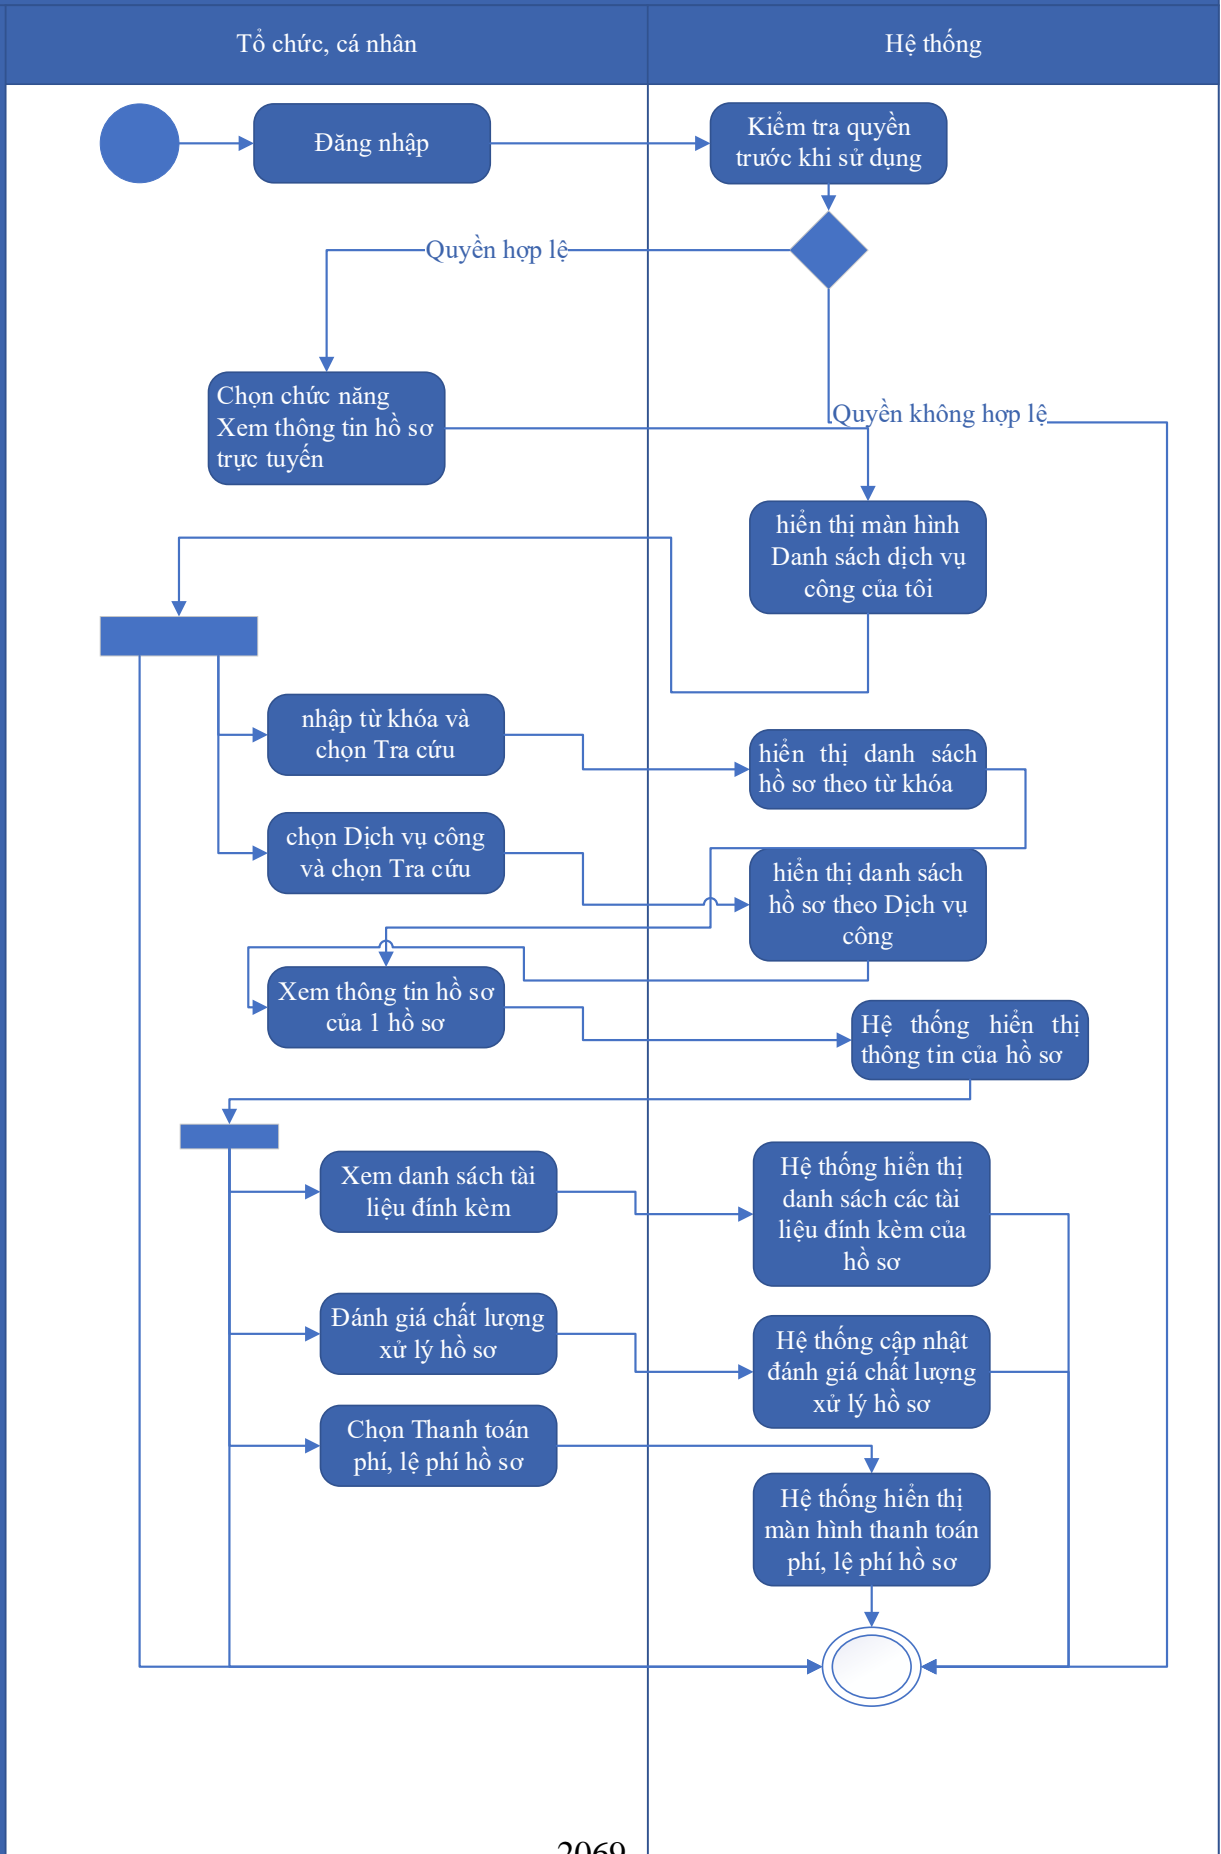 Tổ chức, cá nhân
Hệ thống
Đăng nhập
Kiểm tra quyền
trước khi sử dụng
Quyền hợp lệ
Chọn chức năng
Xem thông tin hồ sơ
trực tuyến
Quyền không hợp lệ
hiển thị màn hình
Danh sách dịch vụ
công của tôi
nhập từ khóa và
chọn Tra cứu
hiển thị danh sách
hồ sơ theo từ khóa
chọn Dịch vụ công
và chọn Tra cứu
hiển thị danh sách
hồ sơ theo Dịch vụ
công
Xem thông tin hồ sơ
của 1 hồ sơ
Hệ thống hiển thị
thông tin của hồ sơ
Xem danh sách tài
liệu đính kèm
Hệ thống hiển thị
danh sách các tài
liệu đính kèm của
hồ sơ
Đánh giá chất lượng
xử lý hồ sơ
Hệ thống cập nhật
đánh giá chất lượng
xử lý hồ sơ
Chọn Thanh toán
phí, lệ phí hồ sơ
Hệ thống hiển thị
màn hình thanh toán
phí, lệ phí hồ sơ
2069